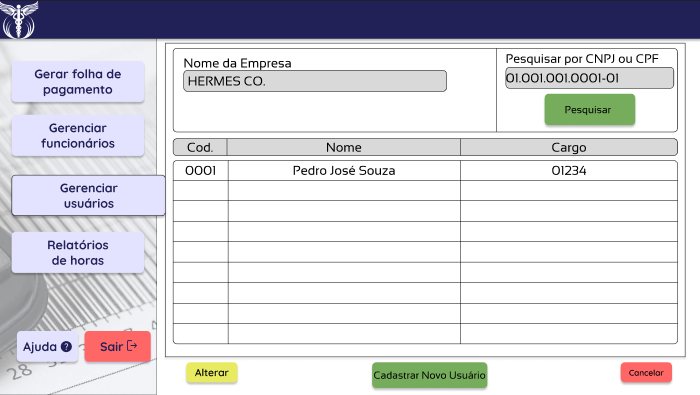 Gerar folha de
pagamento
Gerenciar
funcionários
Gerenciar
usuários
Relatórios
de horas
Ajuda ?
Sair
Nome da Empresa
HERMES CO.
Pesquisar por CNPJ ou CPF
01.001.001.0001-01
Pesquisar
Cod. Nome Cargo
0001 Pedro José Souza 01234
Alterar
Cadastrar Novo Usuário
Cancelar